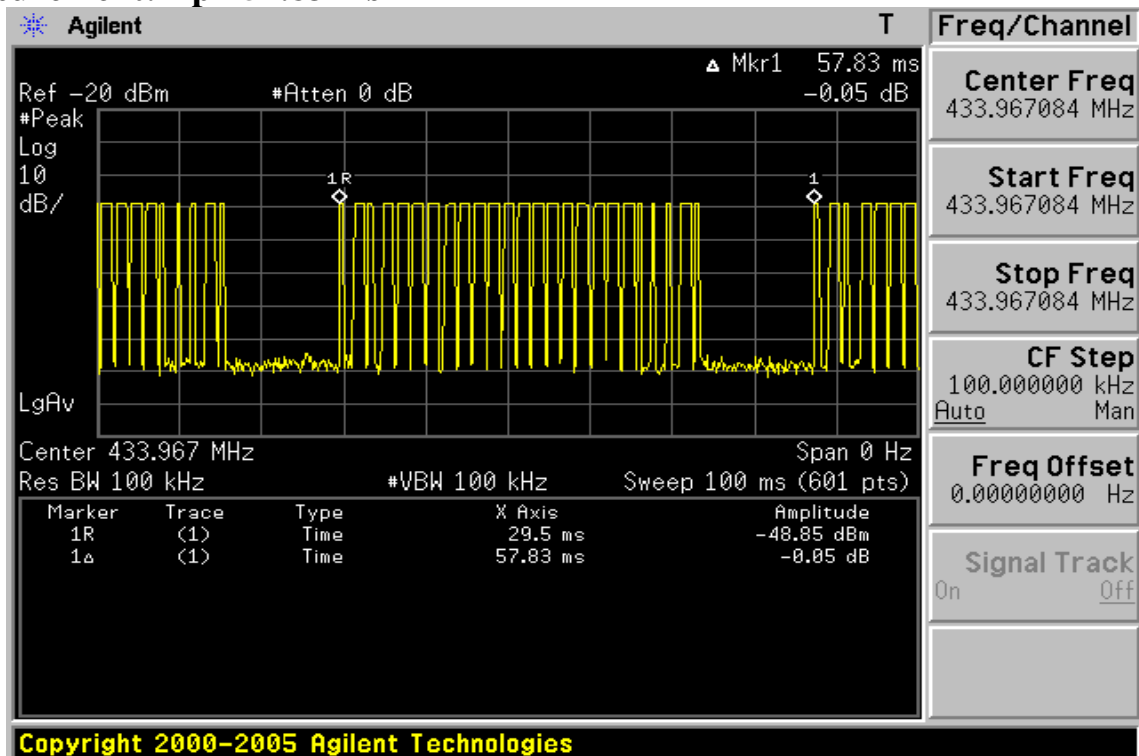 Agilent T
Freq/Channel
Δ Mkr1 57.83 ms
Ref -20 dBm #Atten 0 dB -0.05 dB
#Peak
Log
10
dB/
1R
1
LgAv
Center 433.967 MHz Span 0 Hz
Res BW 100 kHz #VBW 100 kHz Sweep 100 ms (601 pts)
Marker Trace Type X Axis Amplitude
1R (1) Time 29.5 ms -48.85 dBm
1Δ (1) Time 57.83 ms -0.05 dB
Center Freq
433.967084 MHz
Start Freq
433.967084 MHz
Stop Freq
433.967084 MHz
CF Step
100.000000 kHz
Auto Man
Freq Offset
0.00000000 Hz
Signal Track
On Off
Copyright 2000-2005 Agilent Technologies